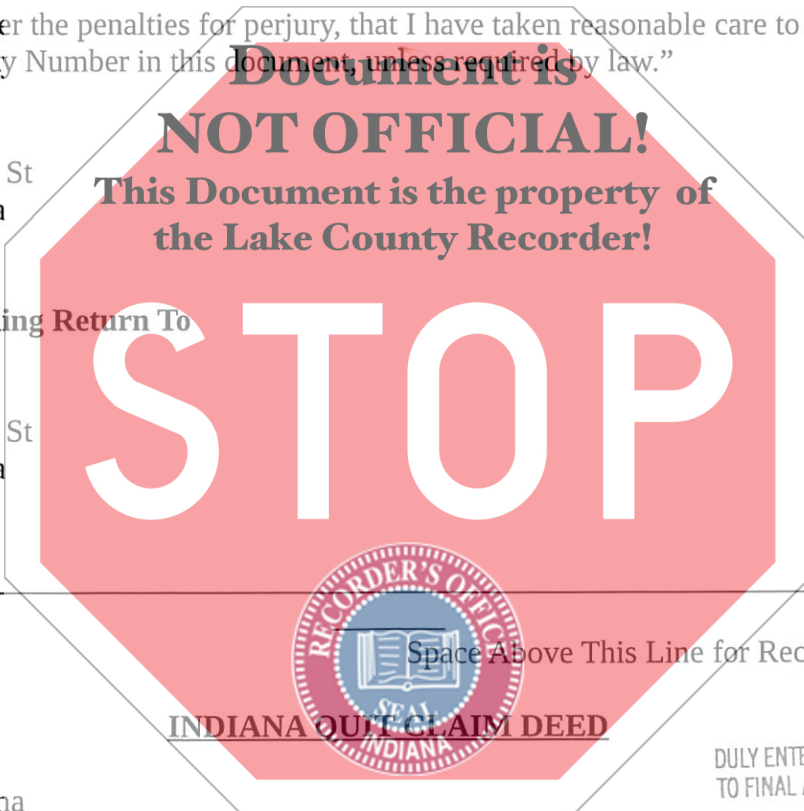 er the penalties for perjury, that I have taken reasonable care to
y Number in this document, unless required by law.”
Document is
NOT OFFICIAL!
St
This Document is the property of
a
the Lake County Recorder!
ing Return To
STOP
St
a
RECORDER'S OFFICE
Space Above This Line for Rec
SEAL
INDIANA QUIT CLAIM DEED
INDIANA
DULY ENTE
TO FINAL A
na